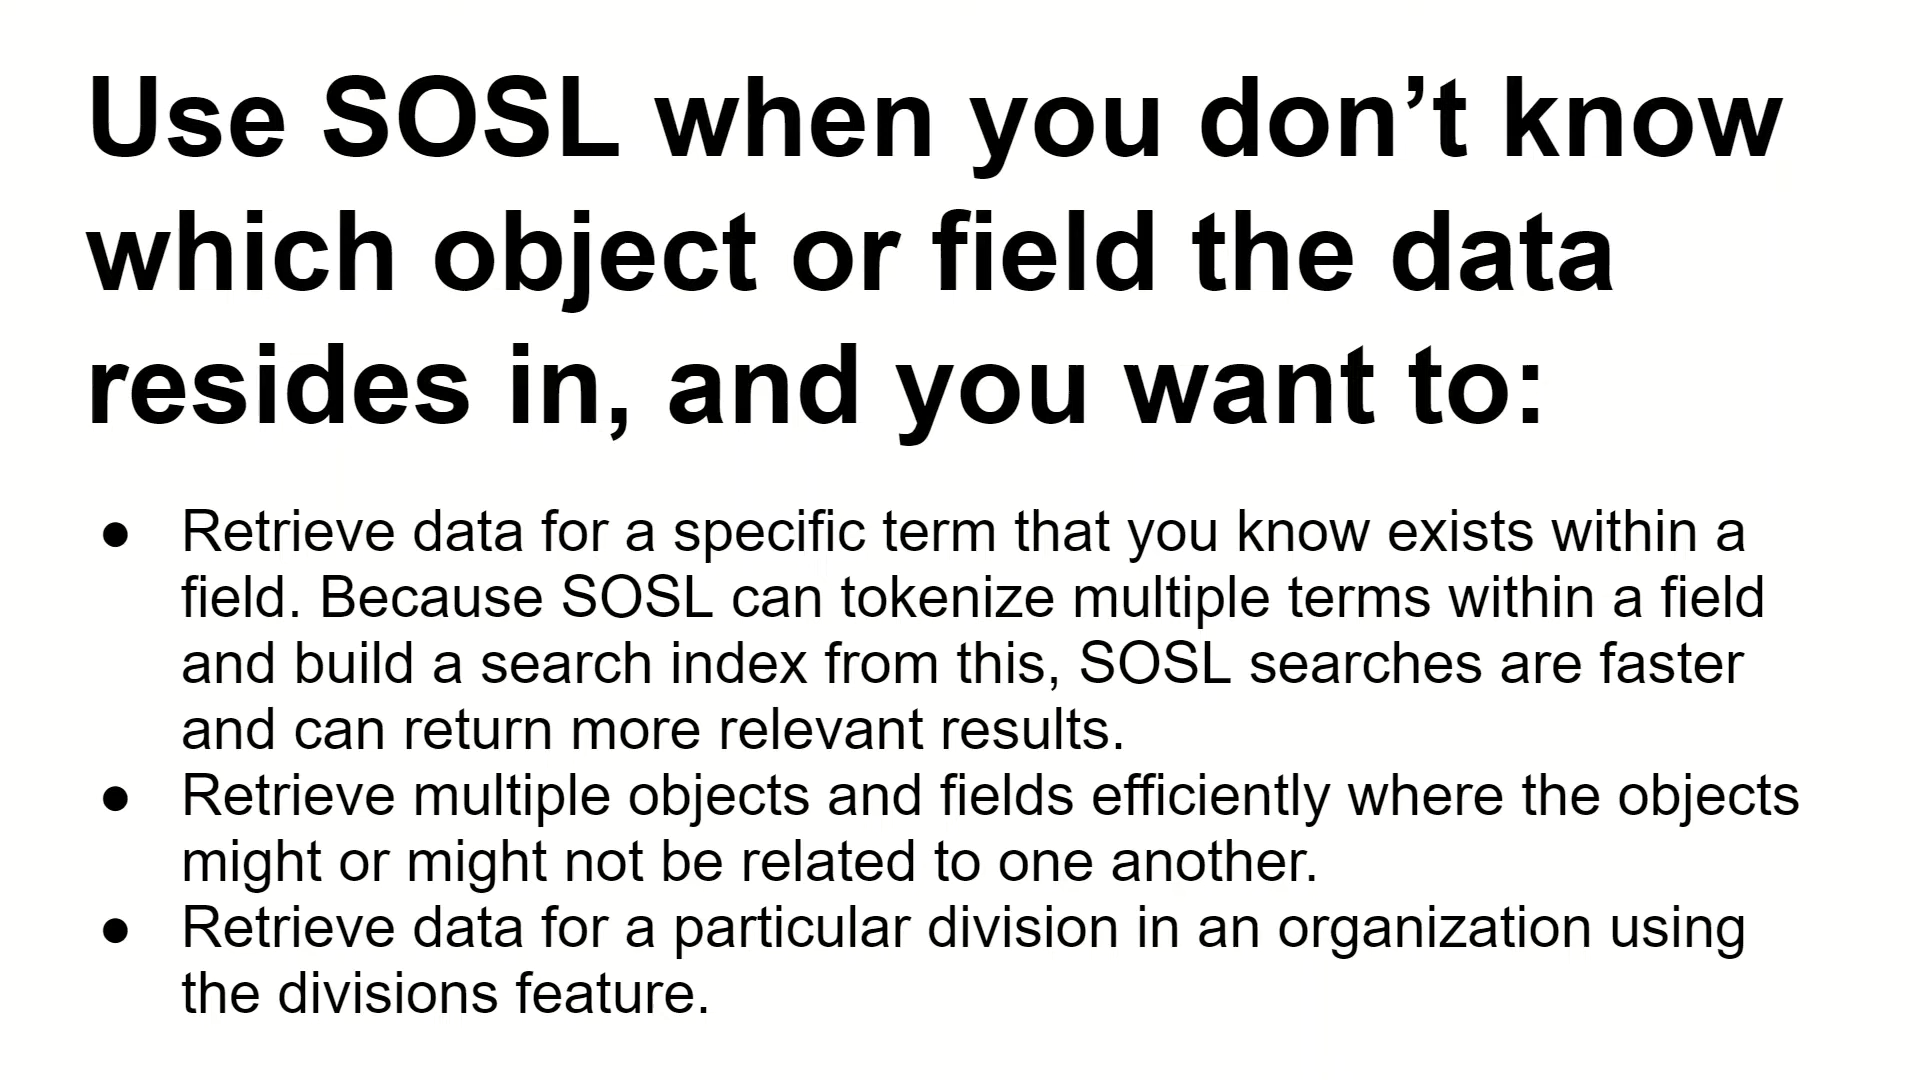 Use SOSL when you don’t know
which object or field the data
resides in, and you want to:
● Retrieve data for a specific term that you know exists within a
field. Because SOSL can tokenize multiple terms within a field
and build a search index from this, SOSL searches are faster
and can return more relevant results.
● Retrieve multiple objects and fields efficiently where the objects
might or might not be related to one another.
● Retrieve data for a particular division in an organization using
the divisions feature.